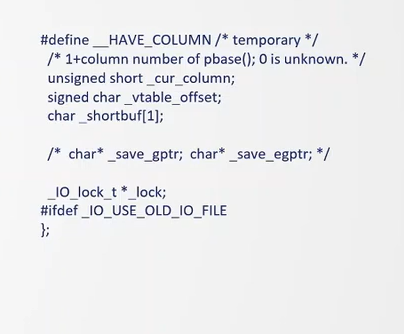 #define __HAVE_COLUMN /* temporary */
/* 1+column number of pbase(); 0 is unknown. */
unsigned short _cur_column;
signed char _vtable_offset;
char _shortbuf[1];
/*  char* _save_gptr;  char* _save_egptr; */
_IO_lock_t *_lock;
#ifdef _IO_USE_OLD_IO_FILE
};